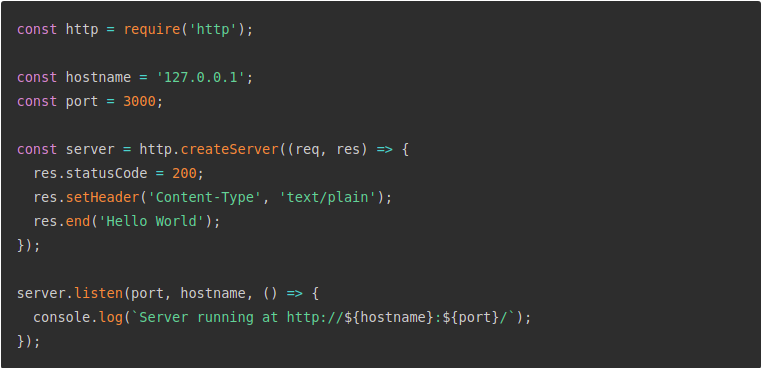 const http = require('http');

const hostname = '127.0.0.1';
const port = 3000;

const server = http.createServer((req, res) => {
  res.statusCode = 200;
  res.setHeader('Content-Type', 'text/plain');
  res.end('Hello World');
});

server.listen(port, hostname, () => {
  console.log(`Server running at http://${hostname}:${port}/`);
});